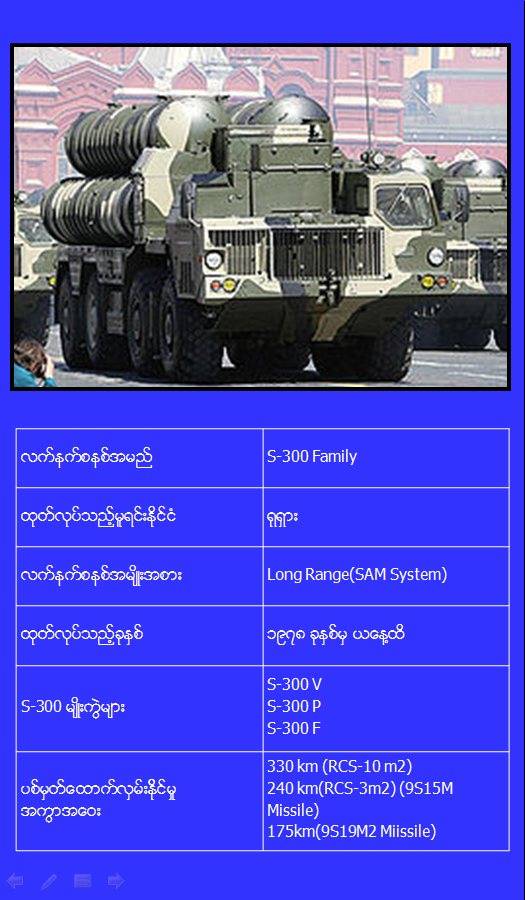 လက်နက်စနစ်အမည်
S-300 Family
ထုတ်လုပ်သည့်မူရင်းနိုင်ငံ
ရုရှား
လက်နက်စနစ်အမျိုးအစား
Long Range(SAM System)
ထုတ်လုပ်သည့်ခုနှစ်
၁၉၇၈ ခုနှစ်မှ ယနေ့ထိ
S-300 မျိုးကွဲများ
S-300 V
S-300 P
S-300 F
ပစ်မှတ်ထောက်လှမ်းနိုင်မှု
အကွာအဝေး
330 km (RCS-10 m2)
240 km(RCS-3m2) (9S15M
Missile)
175km(9S19M2 Miissile)